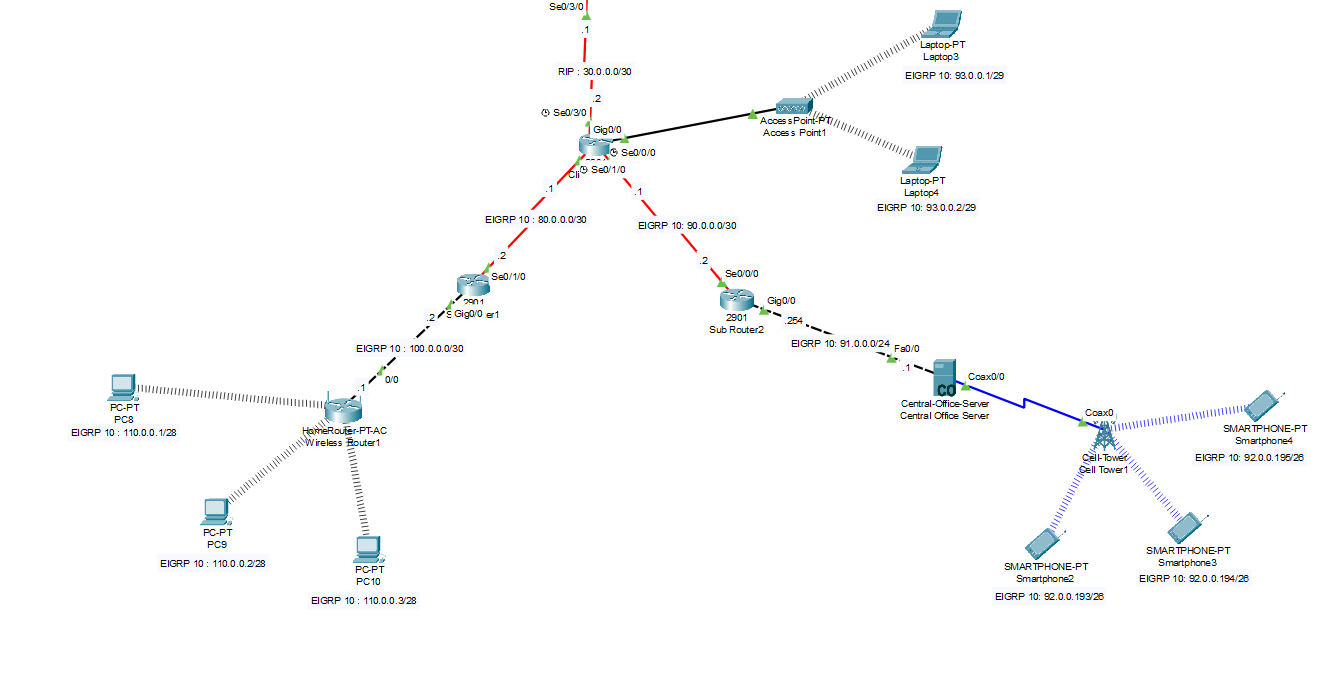 Se0/3/0
.1
RIP : 30.0.0.0/30
.2
Se0/3/0
Gig0/0
Se0/0/0
Se0/1/0
Cli
AccessPoint-PT
Access Point1
Laptop-PT
Laptop3
EIGRP 10: 93.0.0.1/29
Laptop-PT
Laptop4
EIGRP 10: 93.0.0.2/29
.1
EIGRP 10 : 80.0.0.0/30
.2
Se0/1/0
.1
EIGRP 10: 90.0.0.0/30
.2
Se0/0/0
2901
Gig0/0
er1
2901
Sub Router2
Gig0/0
.254
EIGRP 10: 91.0.0.0/24
Fa0/0
.1
CO
Central-Office-Server
Central Office Server
Coax0/0
Coax0
Cell-Tower
Cell Tower1
SMARTPHONE-PT
Smartphone4
EIGRP 10: 92.0.0.195/26
SMARTPHONE-PT
Smartphone3
EIGRP 10: 92.0.0.194/26
SMARTPHONE-PT
Smartphone2
EIGRP 10: 92.0.0.193/26
.2
EIGRP 10 : 100.0.0.0/30
0/0
.1
HomeRouter-PT-AC
Wireless Router1
PC-PT
PC8
EIGRP 10 : 110.0.0.1/28
PC-PT
PC9
EIGRP 10 : 110.0.0.2/28
PC-PT
PC10
EIGRP 10 : 110.0.0.3/28